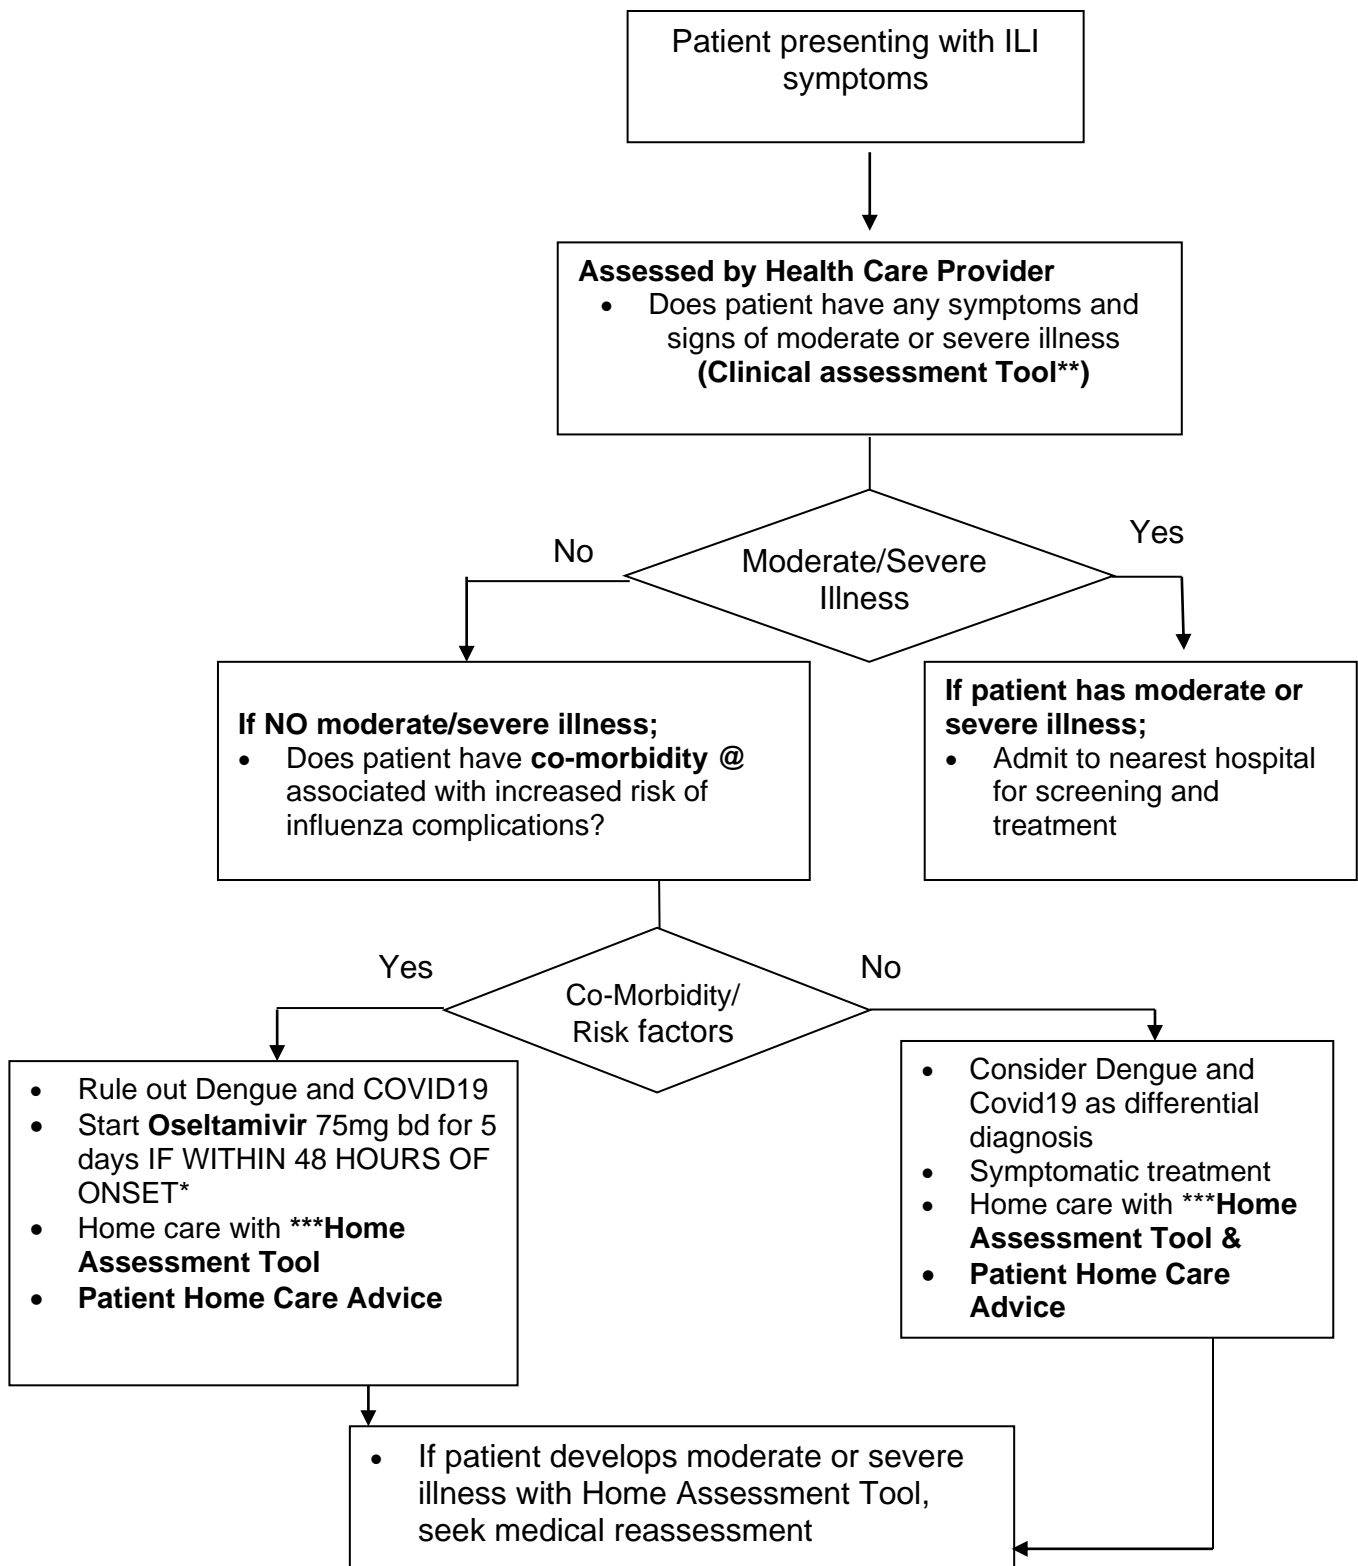 Patient presenting with ILI
symptoms
Assessed by Health Care Provider
• Does patient have any symptoms and
signs of moderate or severe illness
(Clinical assessment Tool**)
No
Yes
Moderate/Severe
Illness
If NO moderate/severe illness;
• Does patient have co-morbidity @
associated with increased risk of
influenza complications?
If patient has moderate or
severe illness;
• Admit to nearest hospital
for screening and
treatment
Yes
No
Co-Morbidity/
Risk factors
• Rule out Dengue and COVID19
• Start Oseltamivir 75mg bd for 5
days IF WITHIN 48 HOURS OF
ONSET*
• Home care with ***Home
Assessment Tool
• Patient Home Care Advice
• Consider Dengue and
Covid19 as differential
diagnosis
• Symptomatic treatment
• Home care with ***Home
Assessment Tool &
• Patient Home Care
Advice
• If patient develops moderate or severe
illness with Home Assessment Tool,
seek medical reassessment